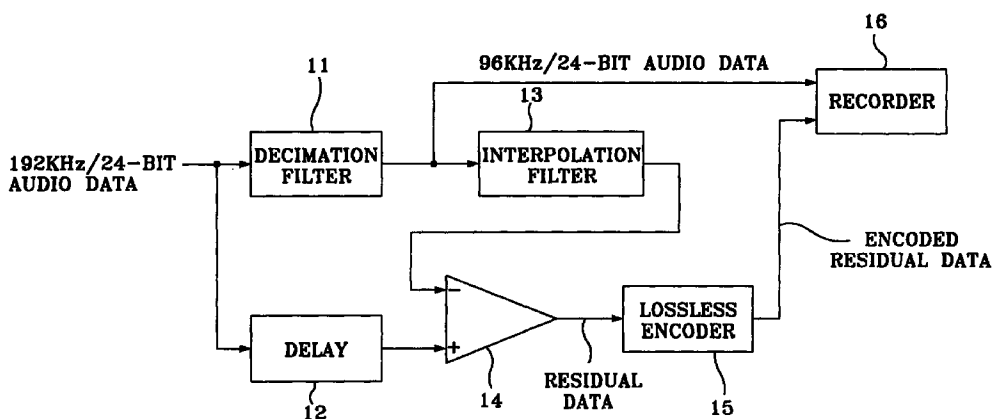 16
11
96KHz/24-BIT AUDIO DATA
13
RECORDER
192KHz/24-BIT
AUDIO DATA
DECIMATION
FILTER
INTERPOLATION
FILTER
ENCODED
RESIDUAL DATA
−
LOSSLESS
ENCODER
DELAY
+
14
RESIDUAL
DATA
15
12